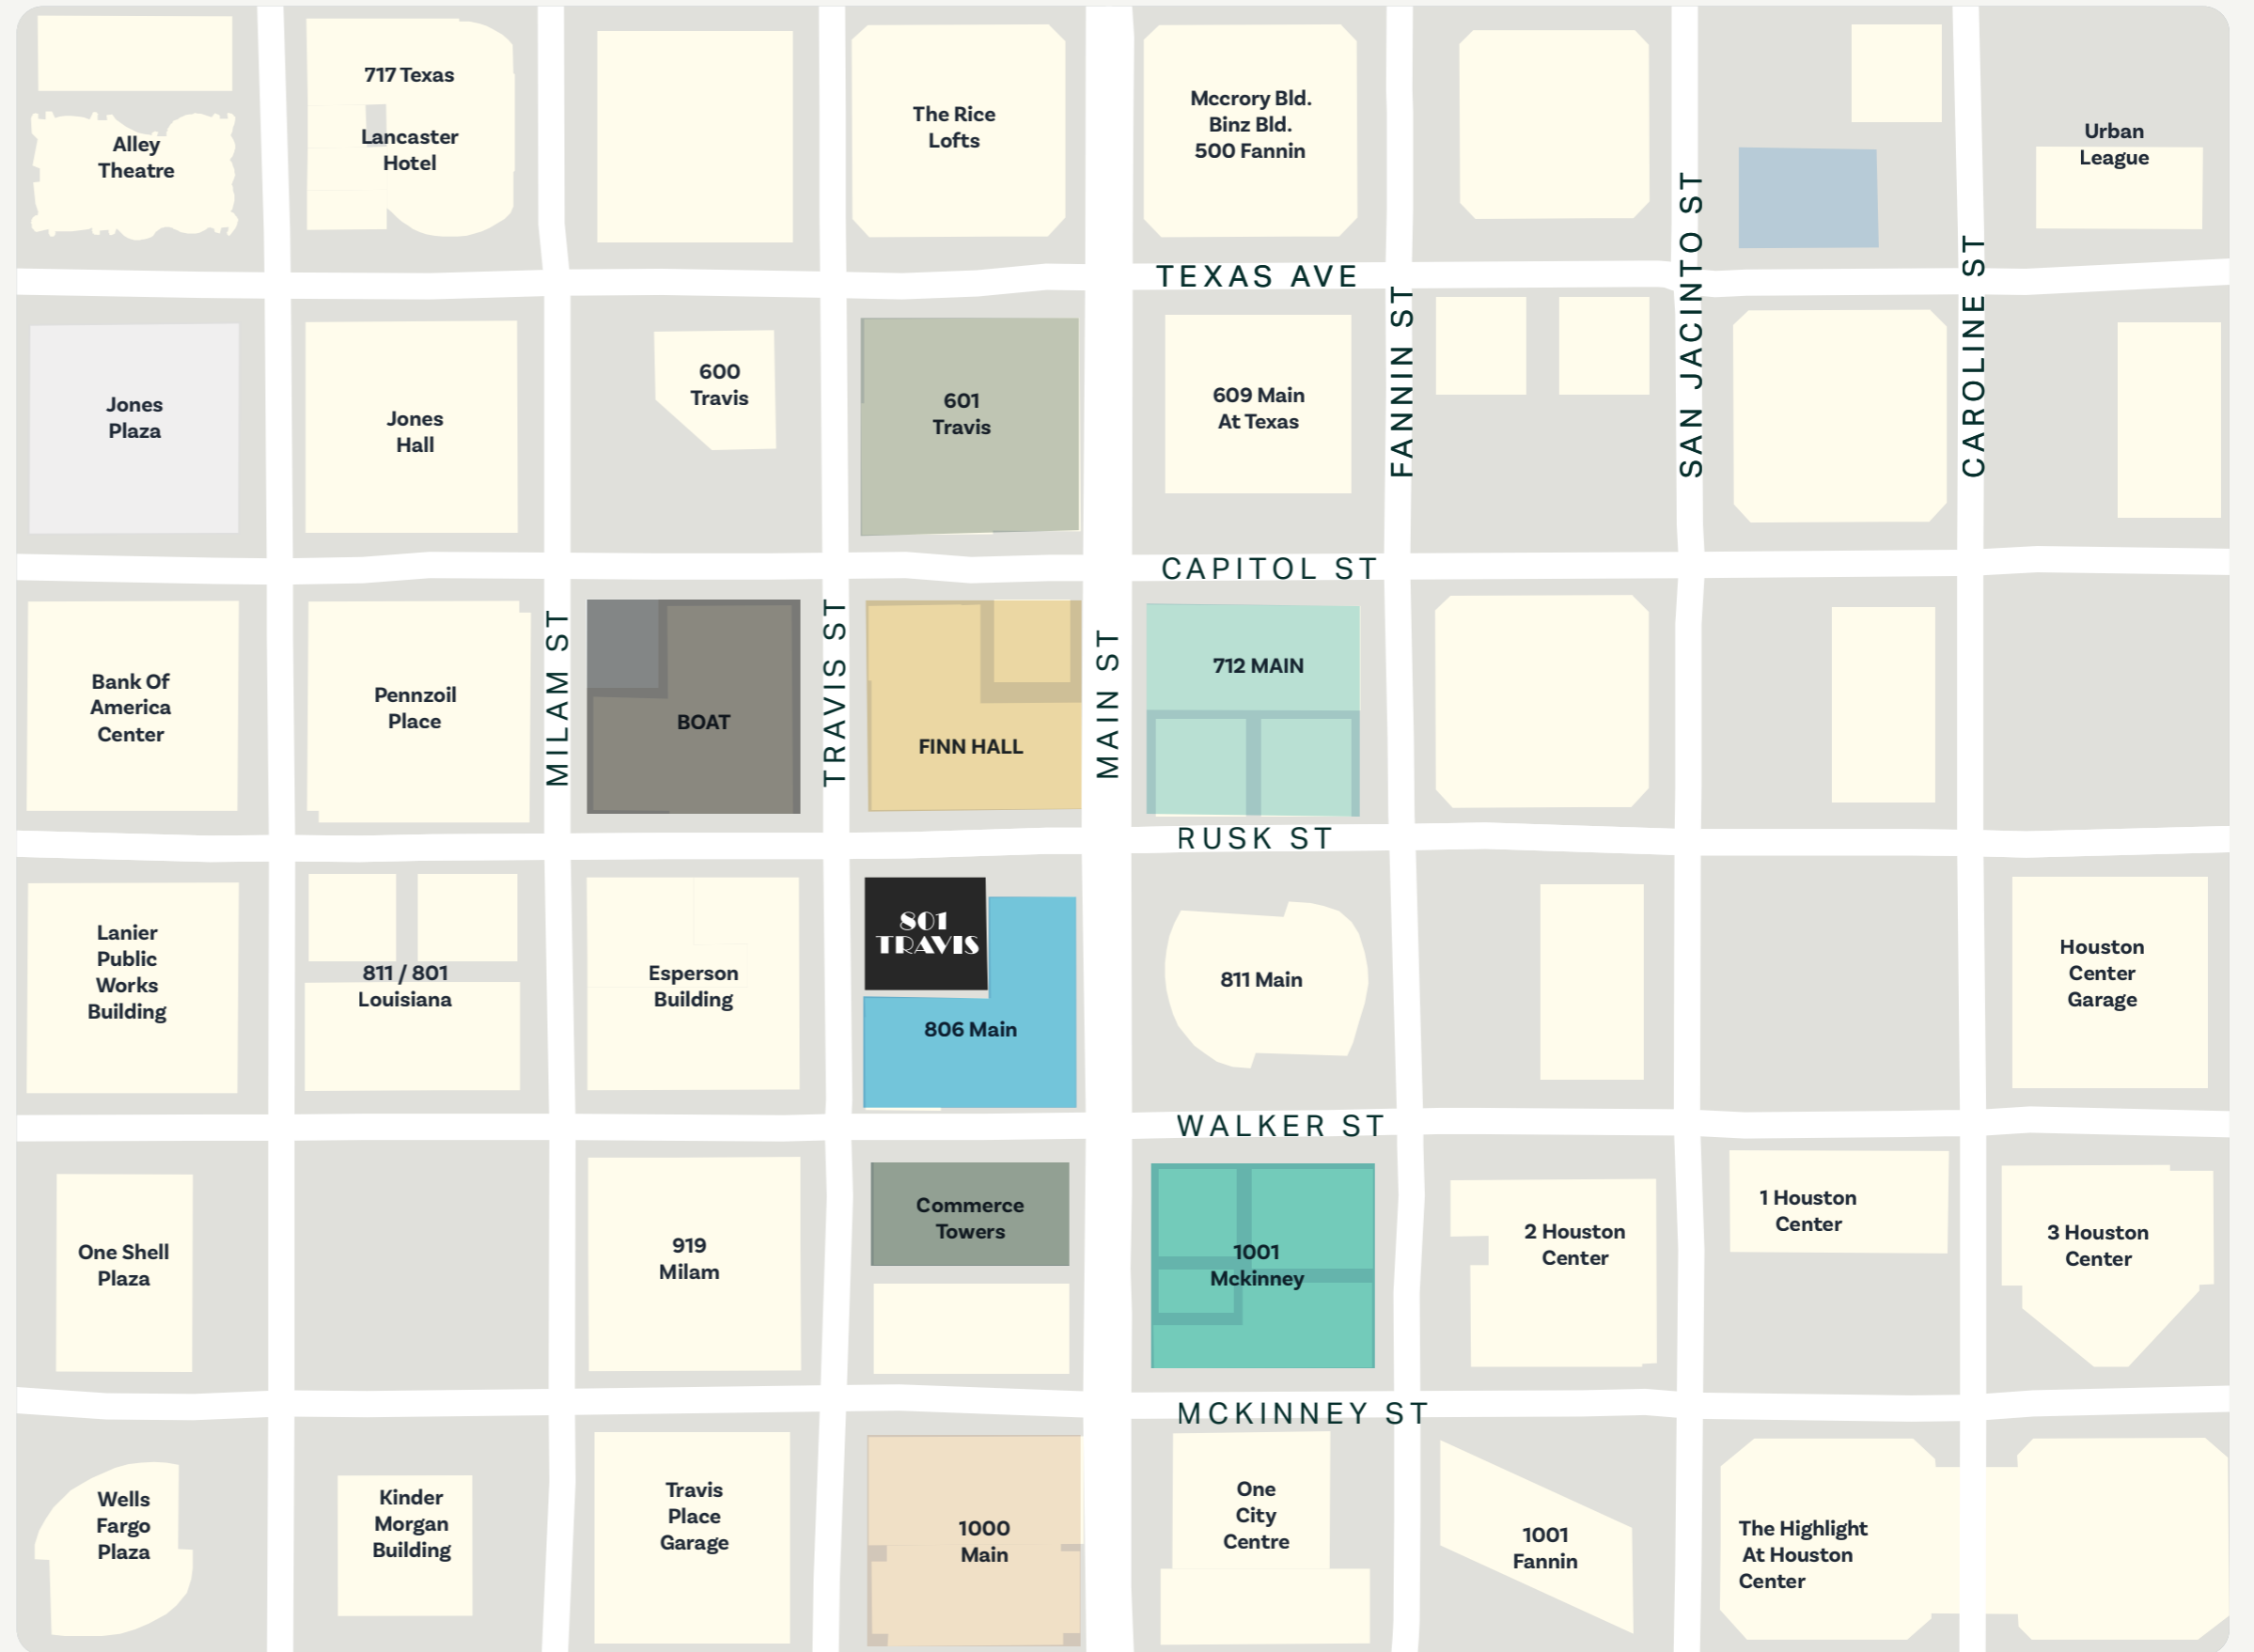 717 Texas
Alley
Theatre
Lancaster
Hotel
The Rice
Lofts
Mccrory Bld.
Binz Bld.
500 Fannin
Urban
League
TEXAS AVE
FANNIN ST
SAN JACINTO ST
CAROLINE ST
Jones
Plaza
Jones
Hall
600
Travis
601
Travis
609 Main
At Texas
CAPITOL ST
Bank Of
America
Center
Pennzoil
Place
MILAM ST
BOAT
TRAVIS ST
FINN HALL
MAIN ST
712 MAIN
RUSK ST
Lanier
Public
Works
Building
811 / 801
Louisiana
Esperson
Building
801
TRAVIS
806 Main
811 Main
Houston
Center
Garage
WALKER ST
One Shell
Plaza
919
Milam
Commerce
Towers
1001
Mckinney
2 Houston
Center
1 Houston
Center
3 Houston
Center
MCKINNEY ST
Wells
Fargo
Plaza
Kinder
Morgan
Building
Travis
Place
Garage
1000
Main
One
City
Centre
1001
Fannin
The Highlight
At Houston
Center